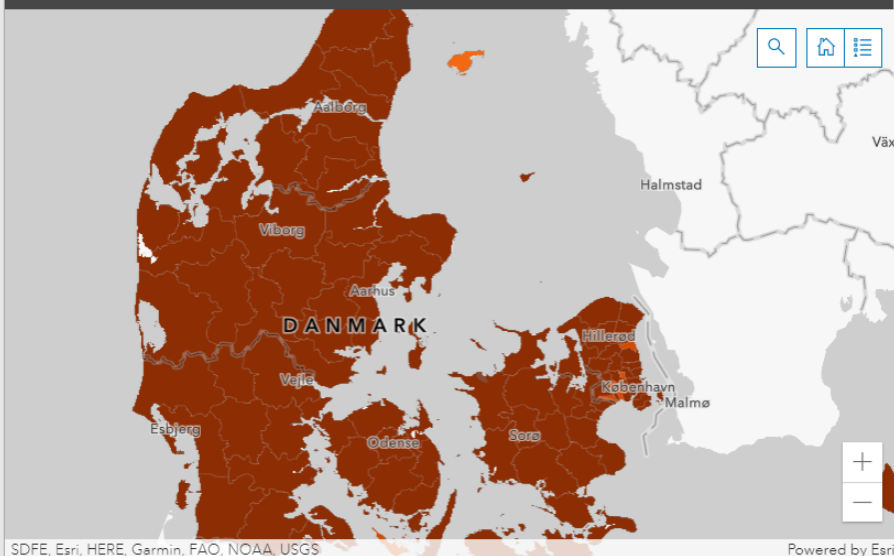 Aalborg
Väx
Halmstad
Viborg
Aarhus
DANMARK
Hillerød
Vejle
København
Malmø
Esbjerg
Odense
Sorø
SDFE, Esri, HERE, Garmin, FAO, NOAA, USGS
Powered by Esri